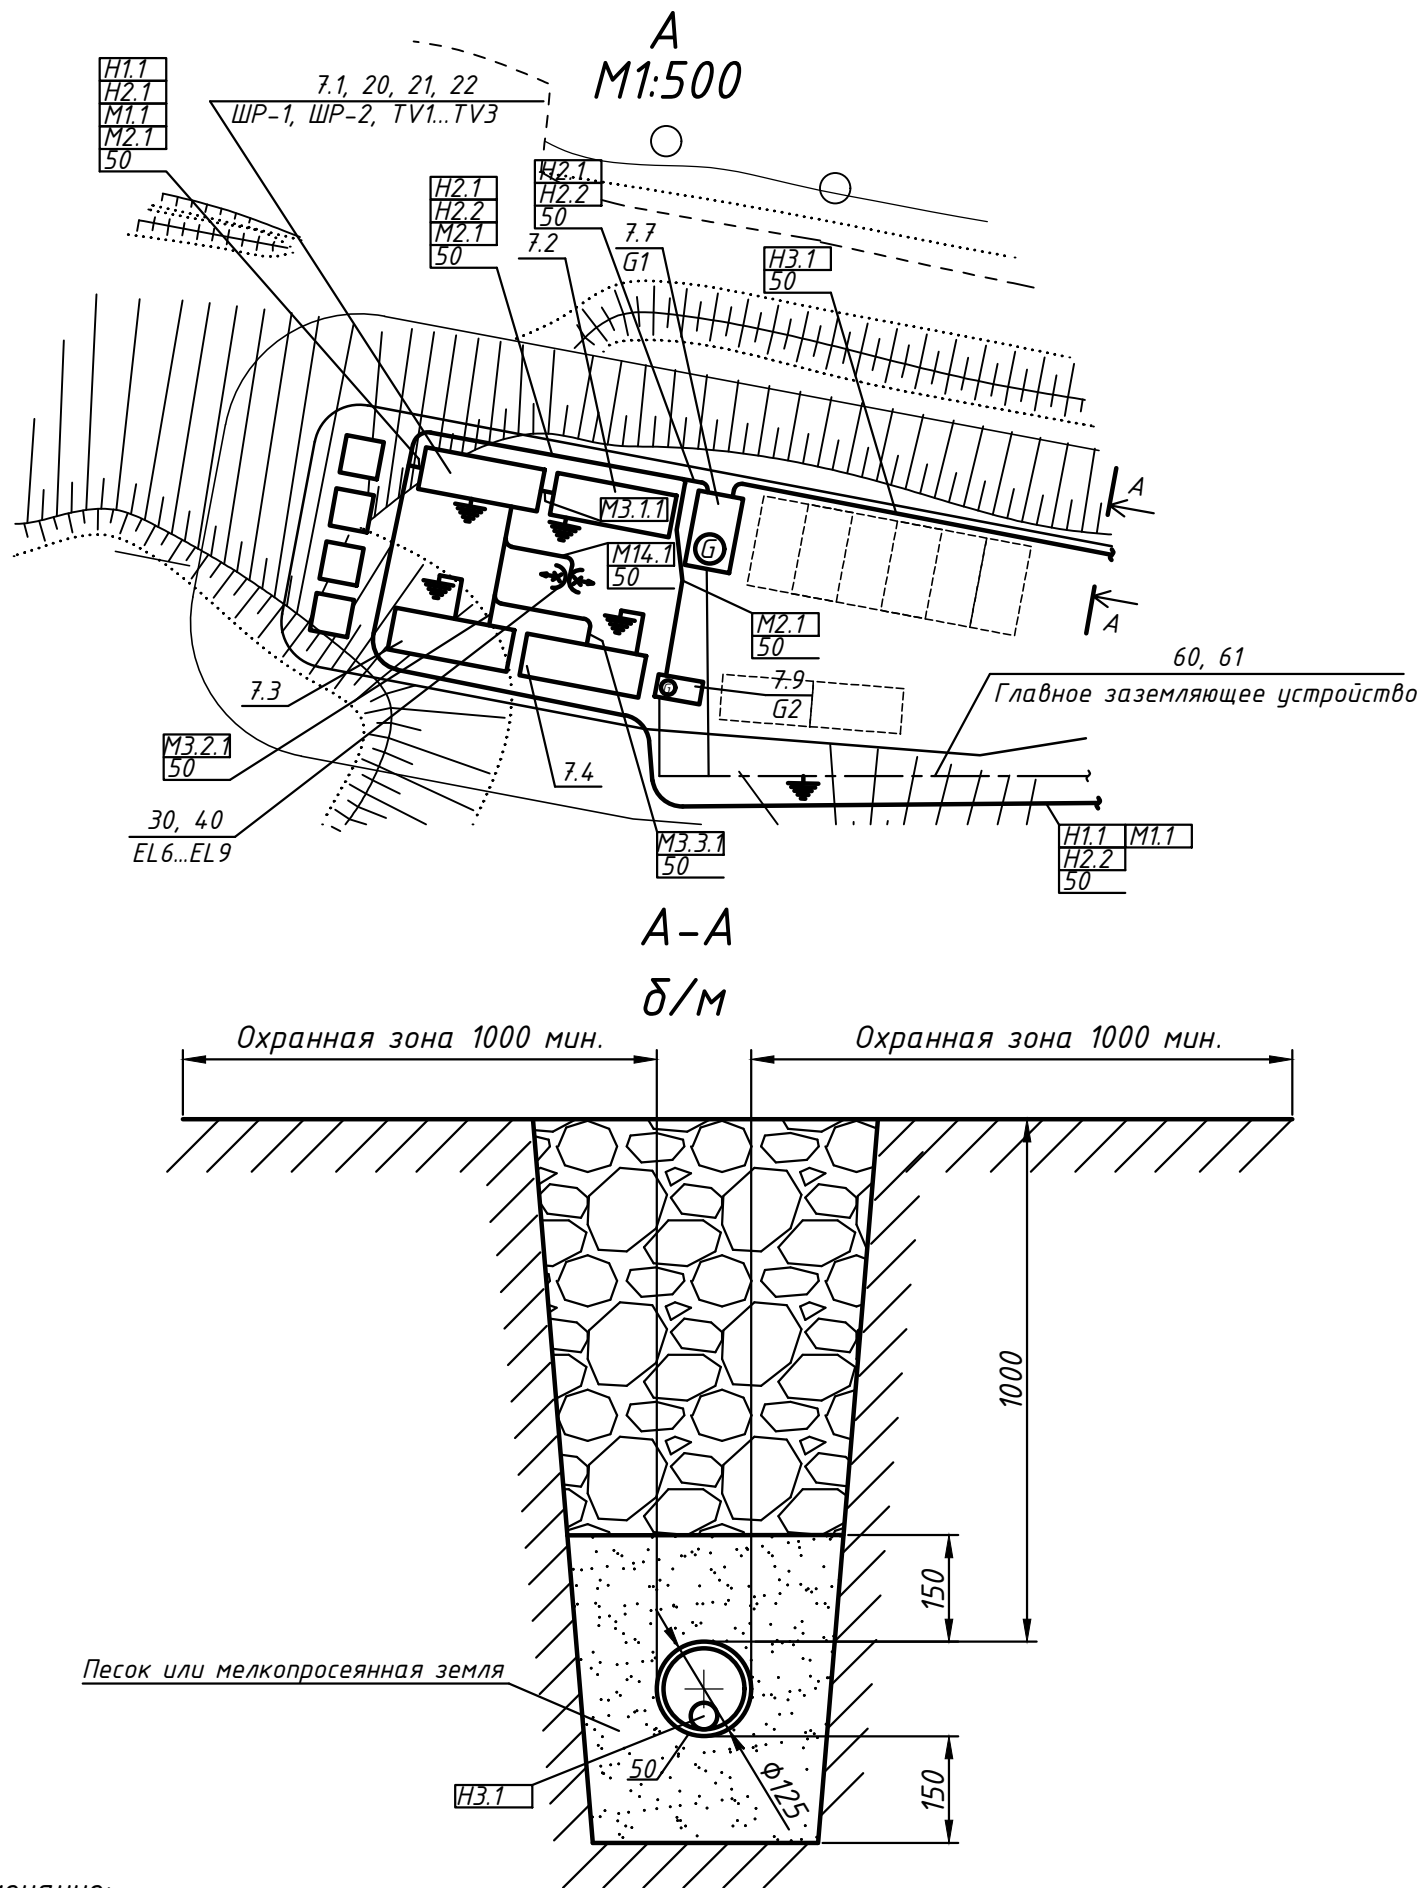 А
М1:500
Н1.1
Н2.1
М1.1
М2.1
50
7.1, 20, 21, 22
ШР-1, ШР-2, TV1...TV3
Н2.1
Н2.2
М2.1
50
Н2.1
Н2.2
50
7.2
7.7
G1
Н3.1
50
А
А
М3.1.1
G
М14.1
50
М2.1
50
7.9
G2
G
60, 61
Главное заземляющее устройство
7.3
М3.2.1
50
7.4
30, 40
EL6...EL9
М3.3.1
50
Н1.1 М1.1
Н2.2
50
А-А
б/м
Охранная зона 1000 мин.
Охранная зона 1000 мин.
1000
150
Песок или мелкопросеянная земля
50
Н3.1
Ф125
150